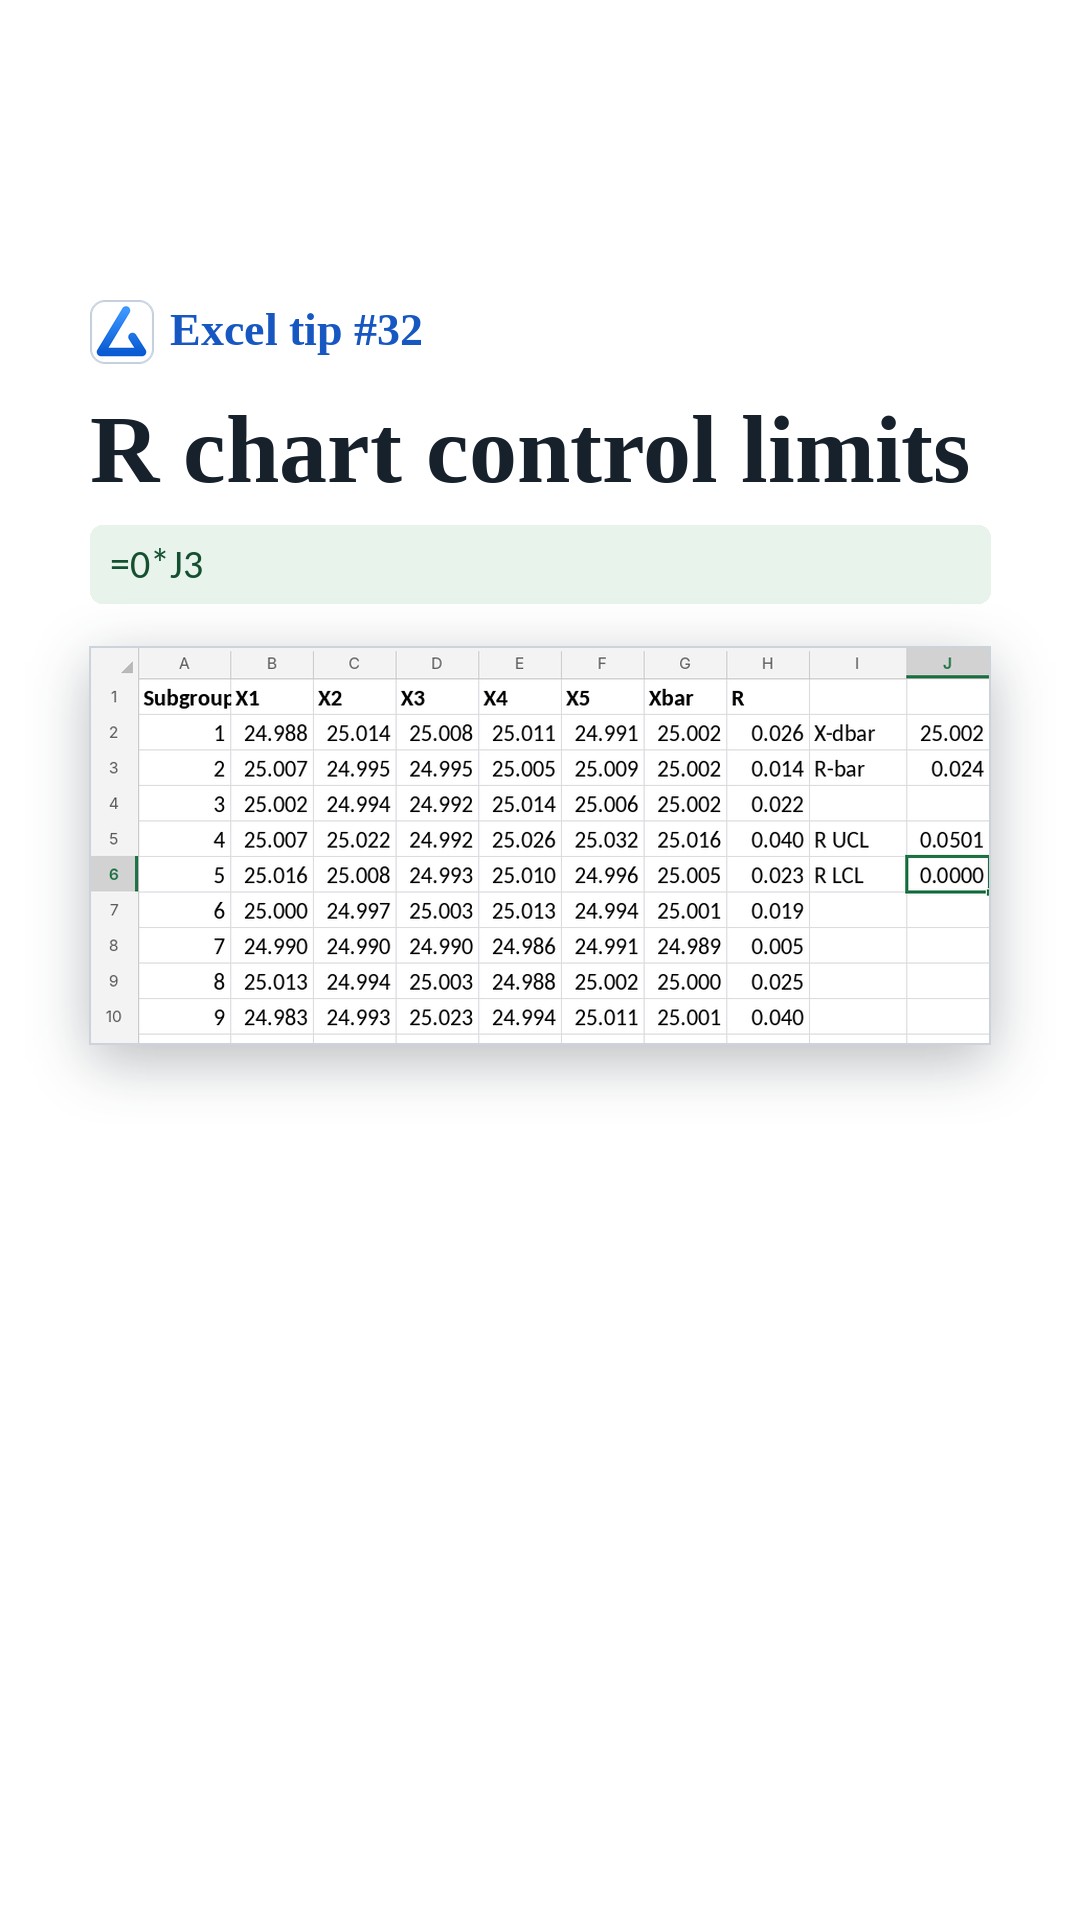 Excel tip #32
R chart control limits
=0*J3
A B C D E F G H I J
1 Subgroup X1 X2 X3 X4 X5 Xbar R
2 1 24.988 25.014 25.008 25.011 24.991 25.002 0.026 X-dbar 25.002
3 2 25.007 24.995 24.995 25.005 25.009 25.002 0.014 R-bar 0.024
4 3 25.002 24.994 24.992 25.014 25.006 25.002 0.022
5 4 25.007 25.022 24.992 25.026 25.032 25.016 0.040 R UCL 0.0501
6 5 25.016 25.008 24.993 25.010 24.996 25.005 0.023 R LCL 0.0000
7 6 25.000 24.997 25.003 25.013 24.994 25.001 0.019
8 7 24.990 24.990 24.990 24.986 24.991 24.989 0.005
9 8 25.013 24.994 25.003 24.988 25.002 25.000 0.025
10 9 24.983 24.993 25.023 24.994 25.011 25.001 0.040